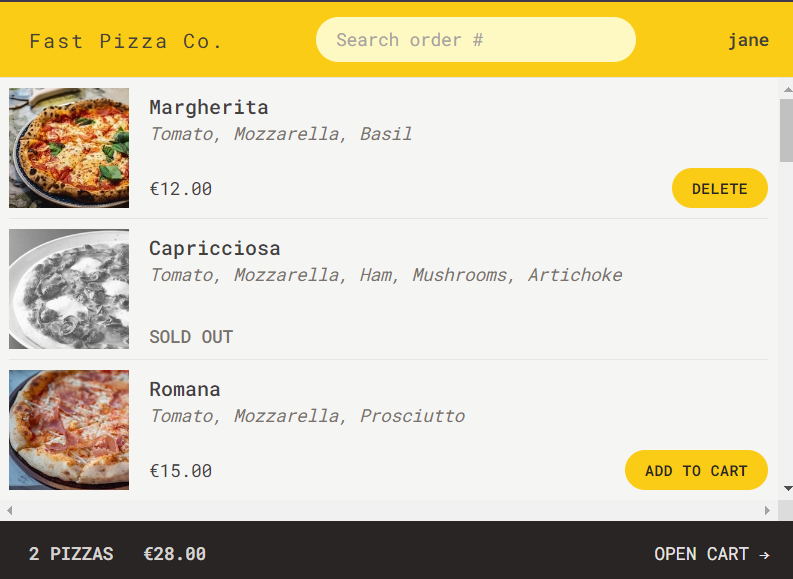 Fast Pizza Co.
Search order #
jane
Margherita
Tomato, Mozzarella, Basil
€12.00
DELETE
Capricciosa
Tomato, Mozzarella, Ham, Mushrooms, Artichoke
SOLD OUT
Romana
Tomato, Mozzarella, Prosciutto
€15.00
ADD TO CART
2 PIZZAS €28.00
OPEN CART →